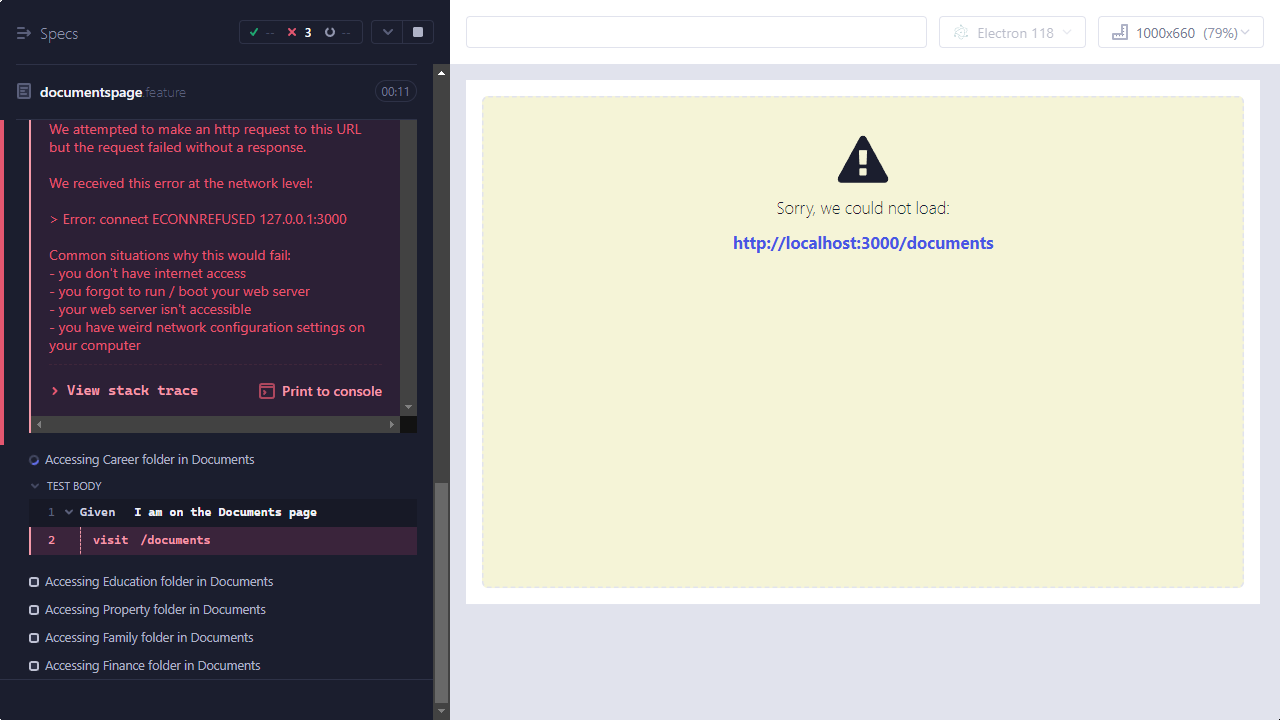 Specs
-- 3 --
documentspage feature
00:11
We attempted to make an http request to this URL
but the request failed without a response.
We received this error at the network level:
> Error: connect ECONNREFUSED 127.0.0.1:3000
Common situations why this would fail:
- you don't have internet access
- you forgot to run / boot your web server
- your web server isn't accessible
- you have weird network configuration settings on
your computer
View stack trace
Print to console
Accessing Career folder in Documents
TEST BODY
1 Given I am on the Documents page
2 visit /documents
Accessing Education folder in Documents
Accessing Property folder in Documents
Accessing Family folder in Documents
Accessing Finance folder in Documents
Electron 118
1000x660 (79%)
Sorry, we could not load:
http://localhost:3000/documents